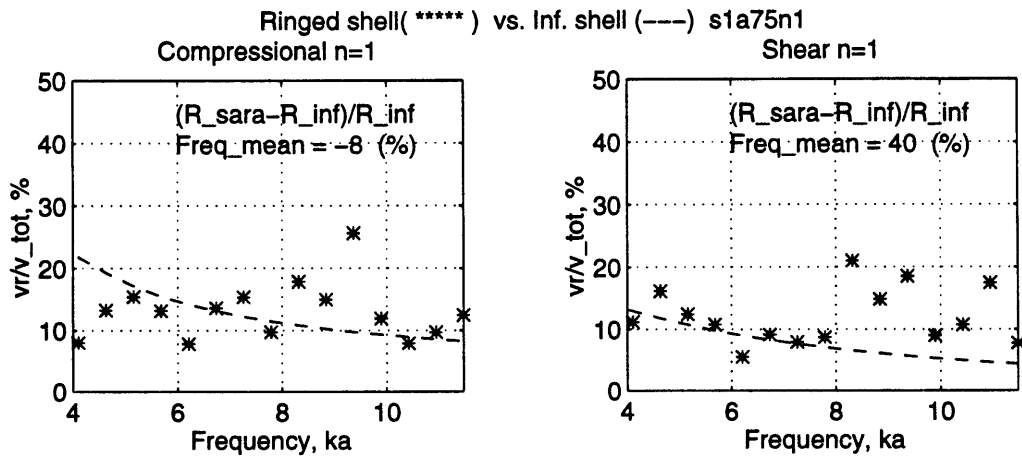 Ringed shell( ***** ) vs. Inf. shell (----) s1a75n1
Compressional n=1
50
40
30
20
10
0
vr/v_tot, %
(R_sara-R_inf)/R_inf
Freq_mean = -8 (%)
4 6 8 10
Frequency, ka
Shear n=1
50
40
30
20
10
0
vr/v_tot, %
(R_sara-R_inf)/R_inf
Freq_mean = 40 (%)
4 6 8 10
Frequency, ka